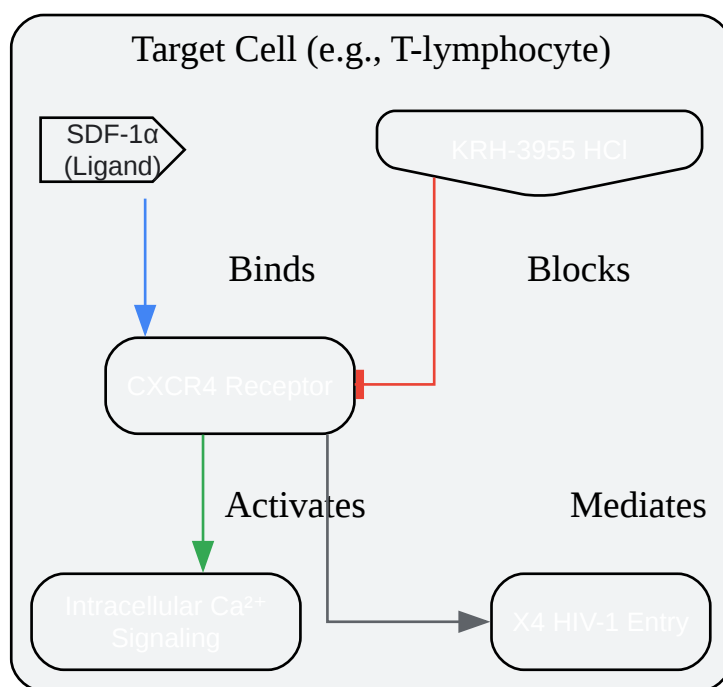 Target Cell (e.g., T-lymphocyte)
SDF-1α
(Ligand)
KRH-3955 HCl
Binds
Blocks
CXCR4 Receptor
Activates
Mediates
Intracellular Ca²⁺
Signaling
X4 HIV-1 Entry